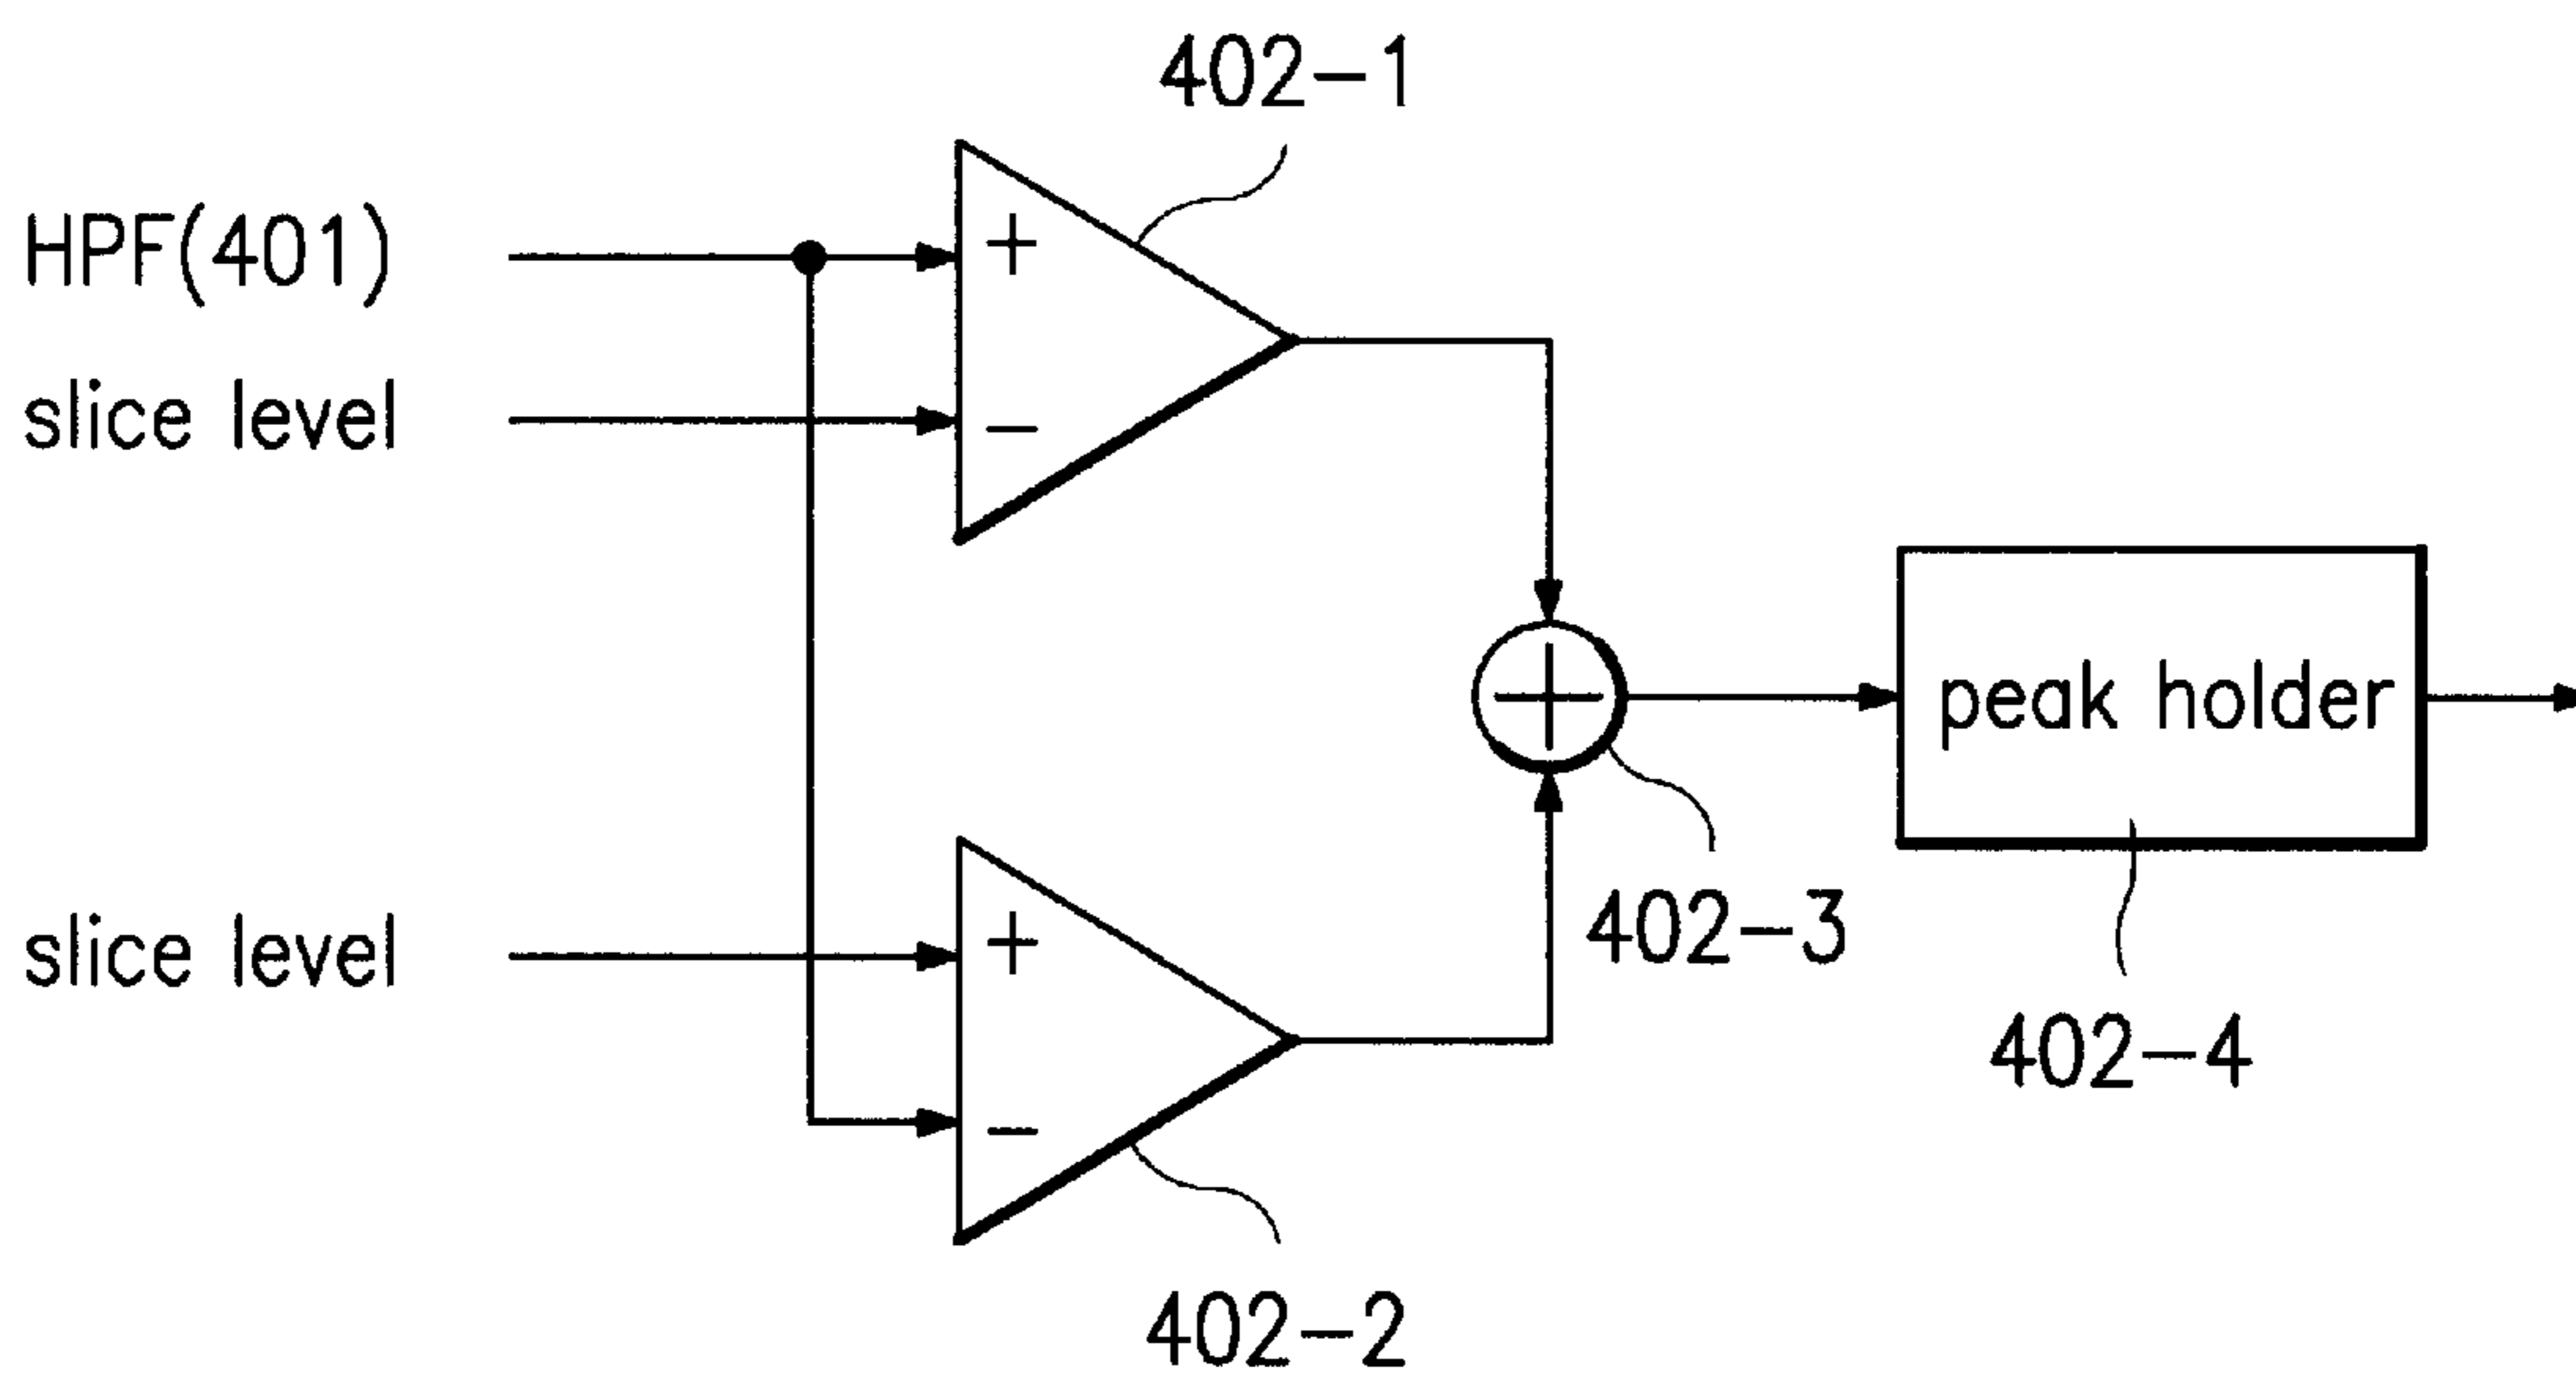 402-1
HPF(401)
+
slice level
-
peak holder
402-3
slice level
+
402-4
-
402-2